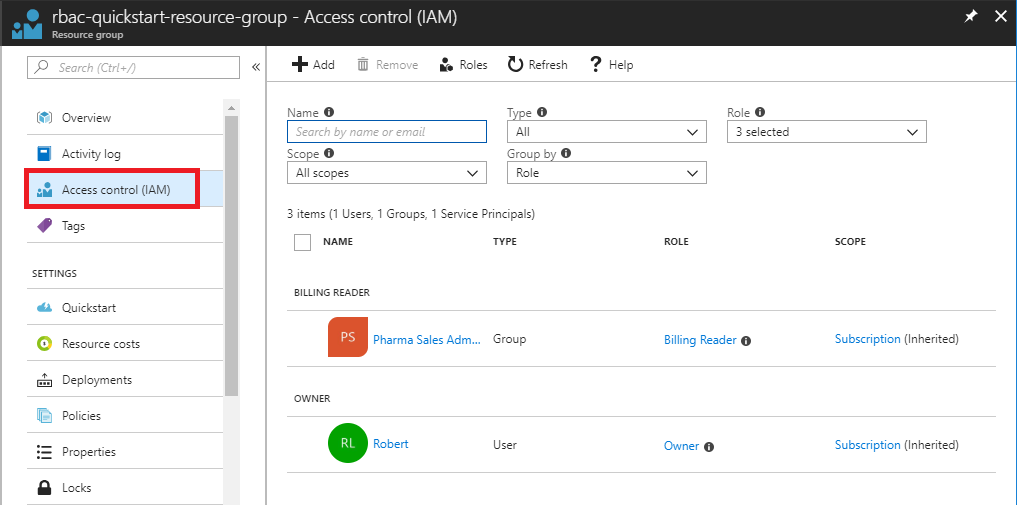 rbac-quickstart-resource-group - Access control (IAM)
Resource group
Search (Ctrl+/)
Overview
Activity log
Access control (IAM)
Tags
SETTINGS
Quickstart
Resource costs
Deployments
Policies
Properties
Locks
Add Remove Roles Refresh Help
Name Type Role
Search by name or email All 3 selected
Scope Group by
All scopes Role
3 items (1 Users, 1 Groups, 1 Service Principals)
NAME TYPE ROLE SCOPE
BILLING READER
PS Pharma Sales Adm... Group Billing Reader Subscription (Inherited)
OWNER
RL Robert User Owner Subscription (Inherited)